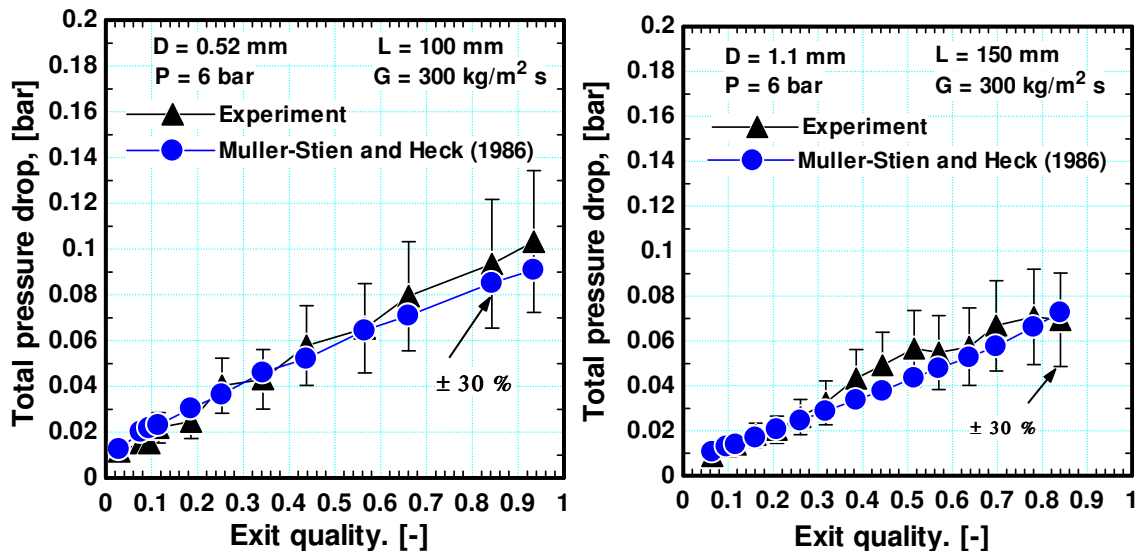 0.2
0.18
0.16
0.14
0.12
0.1
0.08
0.06
0.04
0.02
0
Total pressure drop, [bar]
D = 0.52 mm L = 100 mm
P = 6 bar G = 300 kg/m² s
Experiment
Muller-Stien and Heck (1986)
± 30 %
0 0.1 0.2 0.3 0.4 0.5 0.6 0.7 0.8 0.9 1
Exit quality. [-]
0.2
0.18
0.16
0.14
0.12
0.1
0.08
0.06
0.04
0.02
0
Total pressure drop, [bar]
D = 1.1 mm L = 150 mm
P = 6 bar G = 300 kg/m² s
Experiment
Muller-Stien and Heck (1986)
± 30 %
0 0.1 0.2 0.3 0.4 0.5 0.6 0.7 0.8 0.9 1
Exit quality. [-]